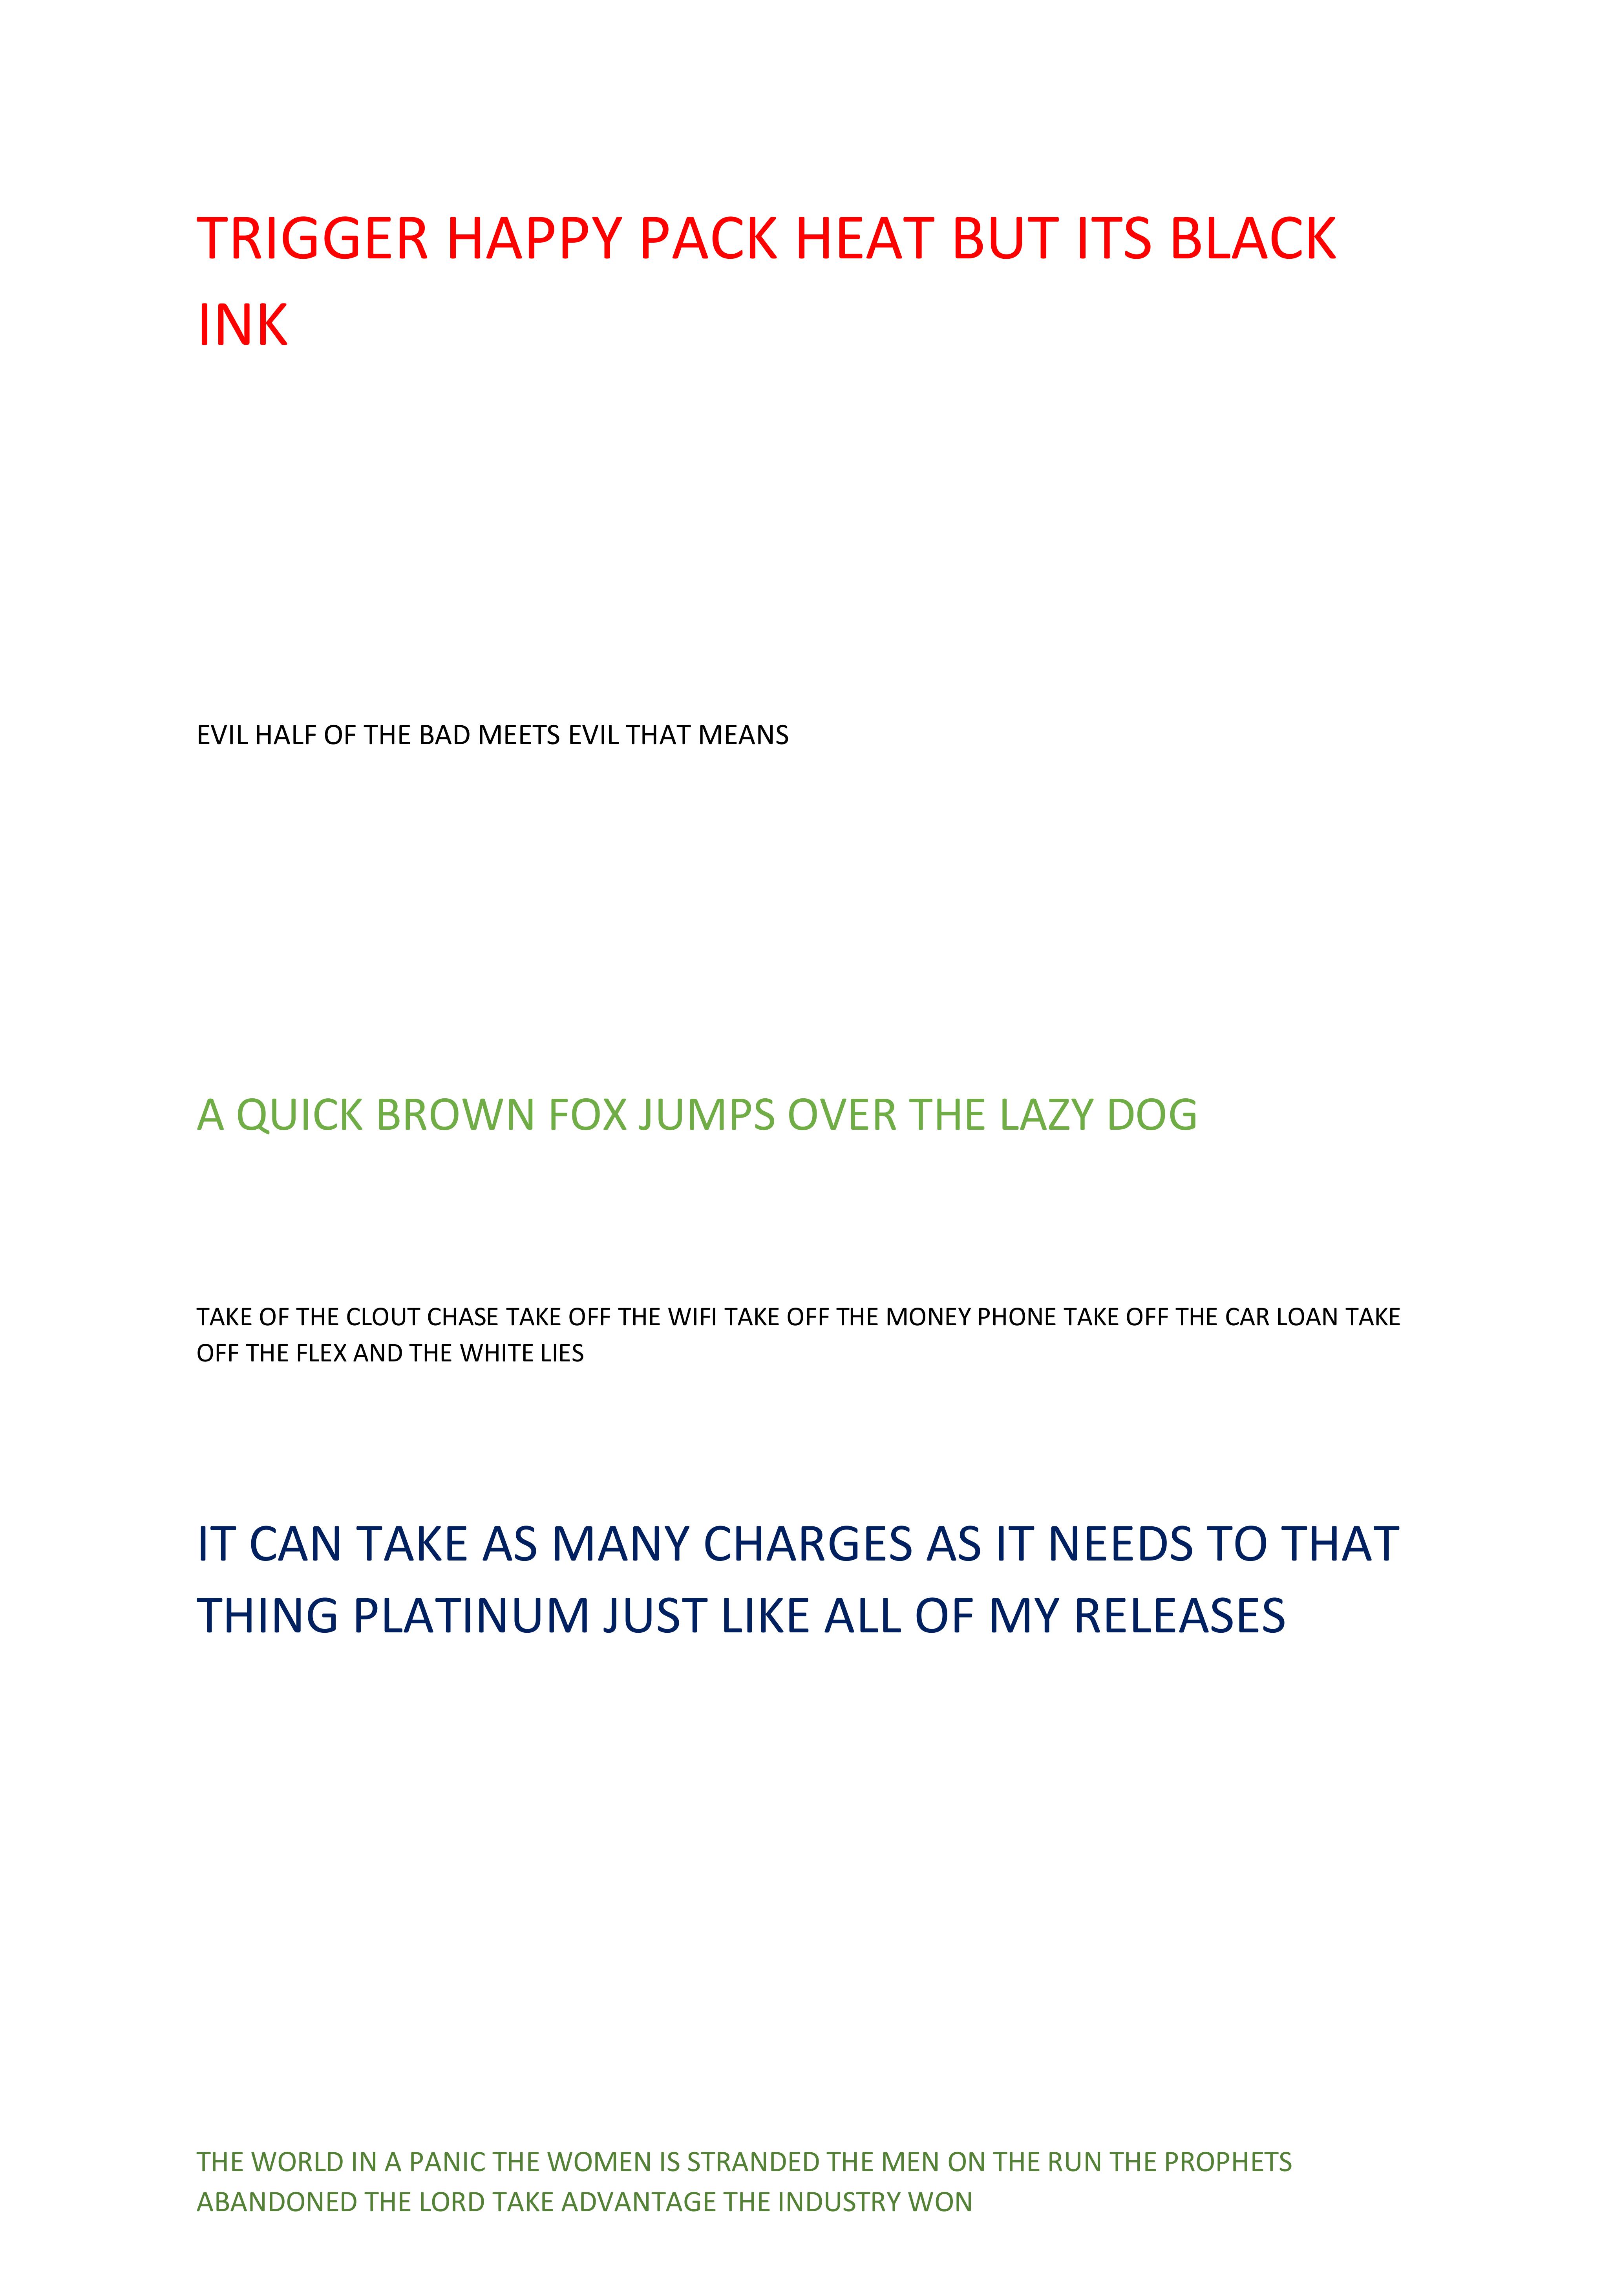 TRIGGER HAPPY PACK HEAT BUT ITS BLACK
INK
EVIL HALF OF THE BAD MEETS EVIL THAT MEANS
A QUICK BROWN FOX JUMPS OVER THE LAZY DOG
TAKE OF THE CLOUT CHASE TAKE OFF THE WIFI TAKE OFF THE MONEY PHONE TAKE OFF THE CAR LOAN TAKE
OFF THE FLEX AND THE WHITE LIES
IT CAN TAKE AS MANY CHARGES AS IT NEEDS TO THAT
THING PLATINUM JUST LIKE ALL OF MY RELEASES
THE WORLD IN A PANIC THE WOMEN IS STRANDED THE MEN ON THE RUN THE PROPHETS
ABANDONED THE LORD TAKE ADVANTAGE THE INDUSTRY WON